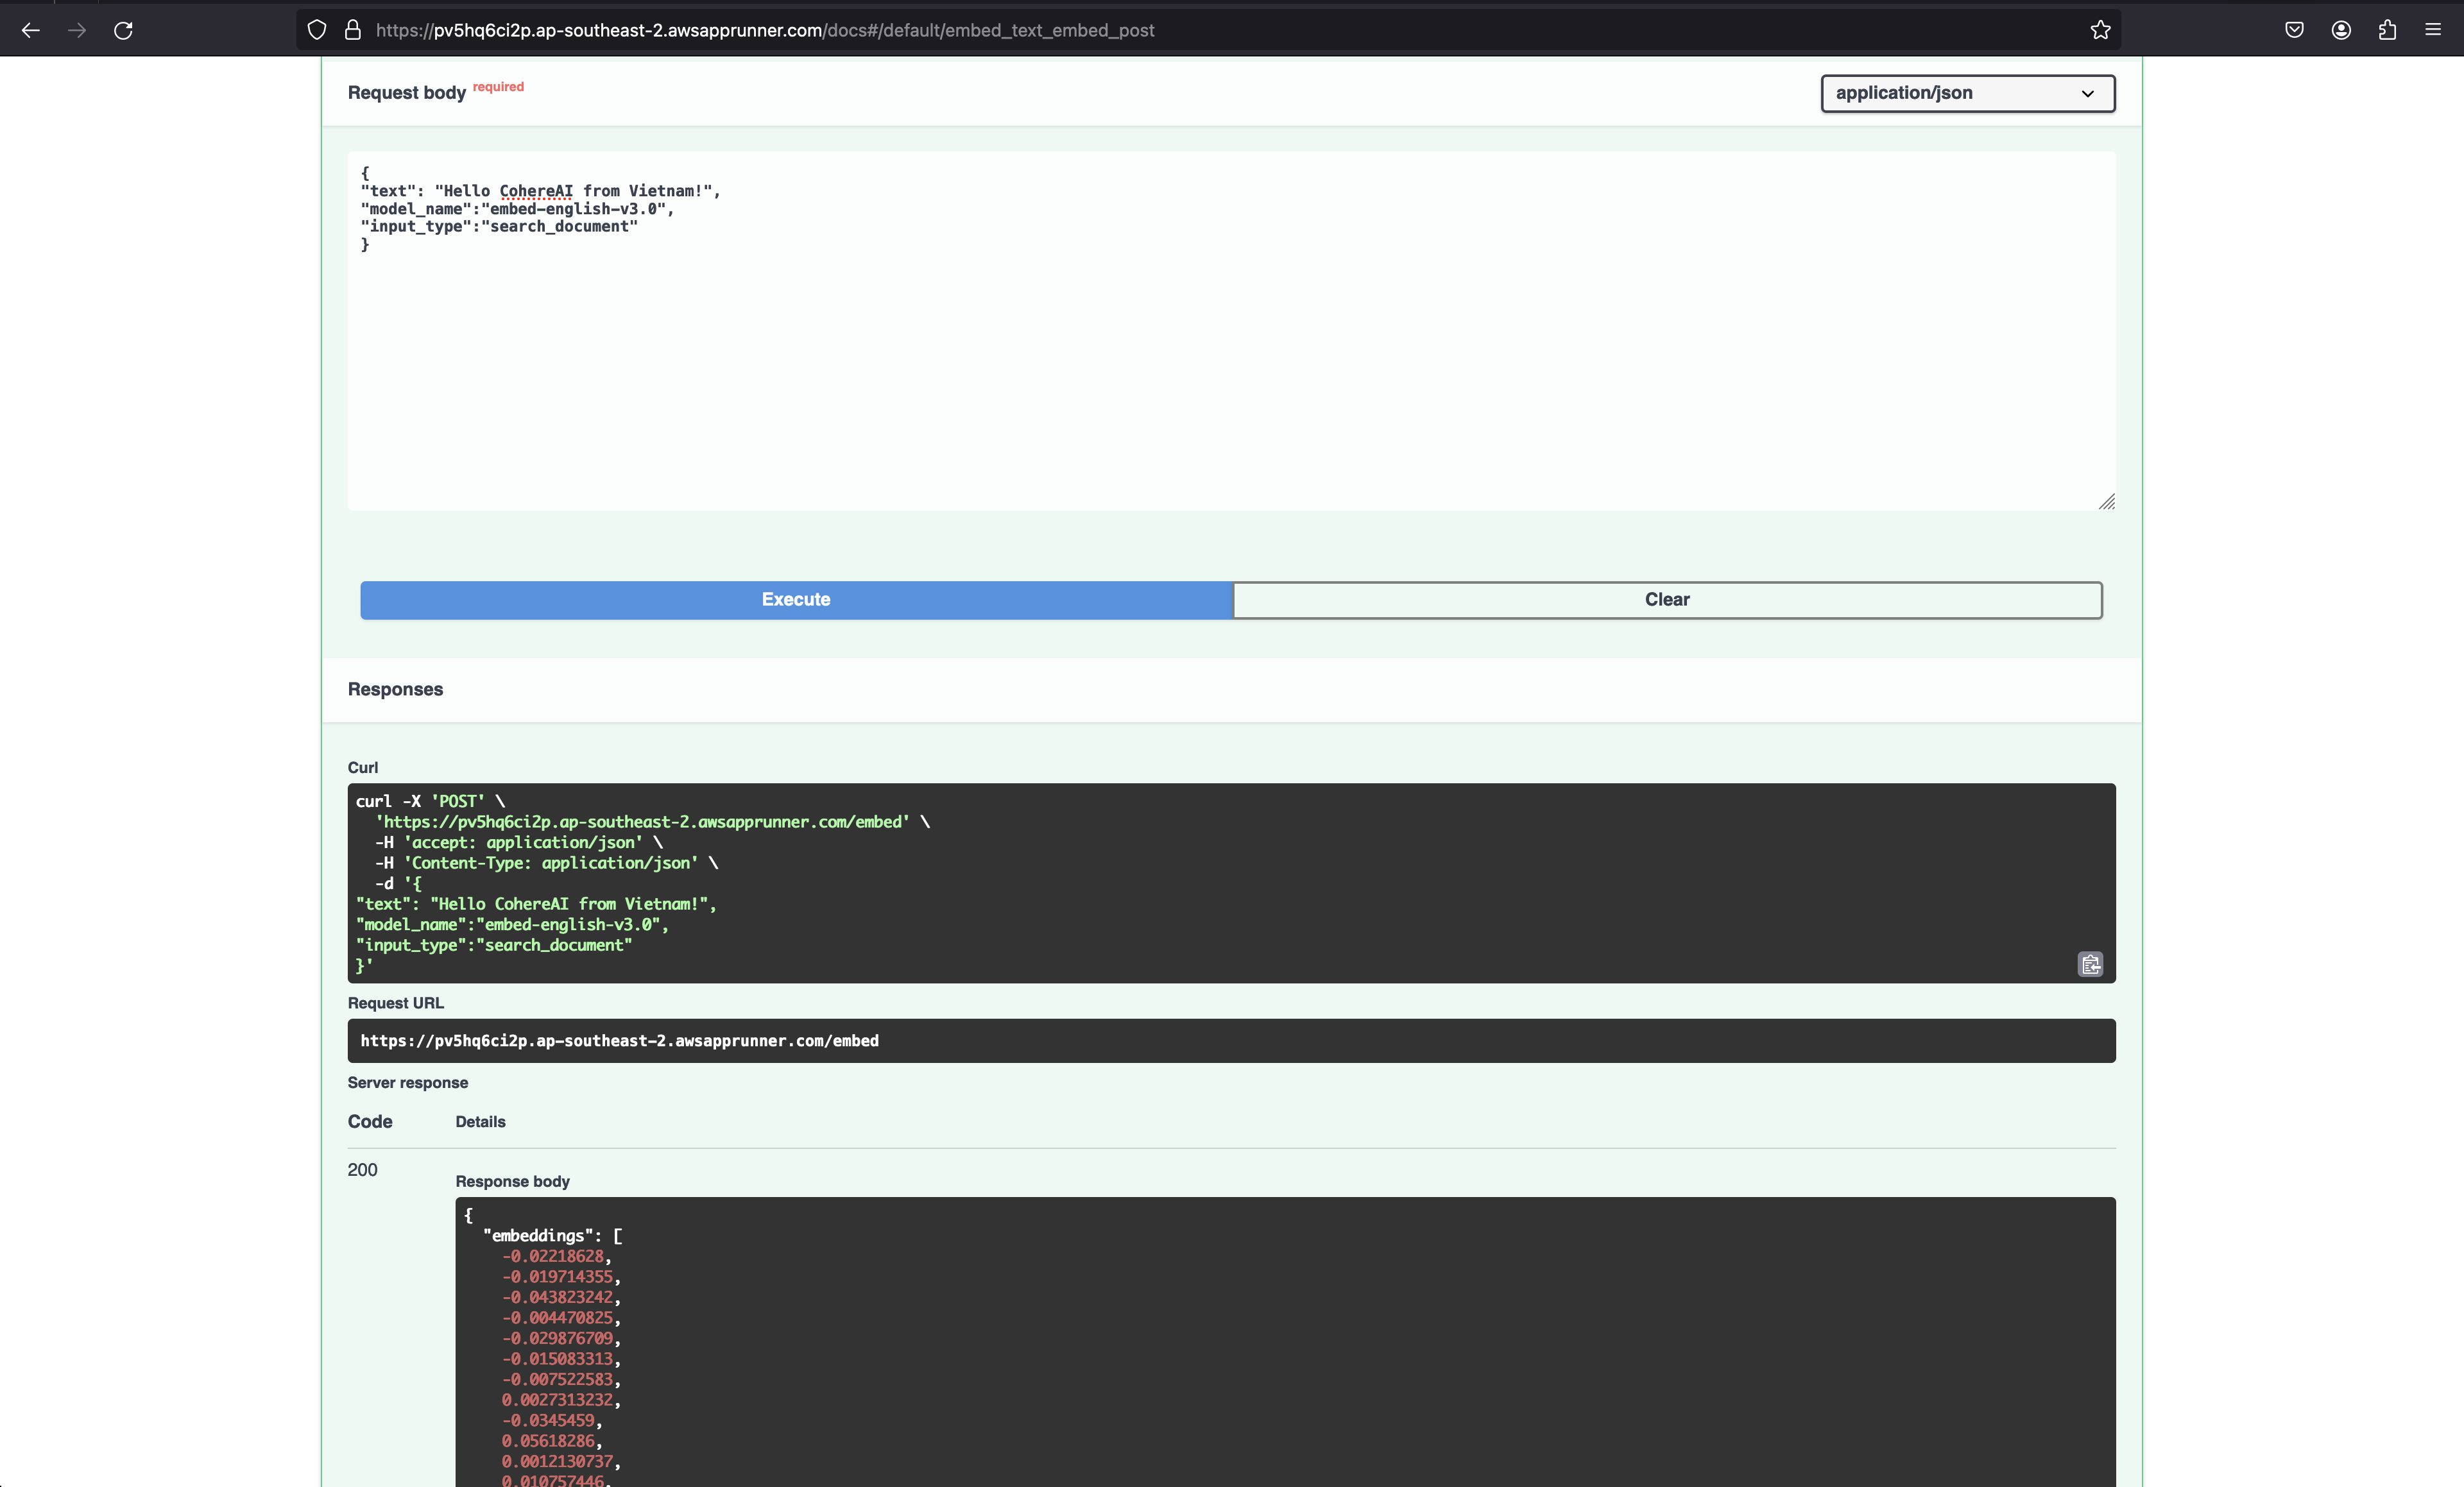 https://pv5hq6ci2p.ap-southeast-2.awsapprunner.com/docs#/default/embed_text_embed_post
Request body required
application/json
{
"text": "Hello CohereAI from Vietnam!",
"model_name":"embed-english-v3.0",
"input_type":"search_document"
}
Execute
Clear
Responses
Curl
curl -X 'POST' \
'https://pv5hq6ci2p.ap-southeast-2.awsapprunner.com/embed' \
-H 'accept: application/json' \
-H 'Content-Type: application/json' \
-d '{
"text": "Hello CohereAI from Vietnam!",
"model_name":"embed-english-v3.0",
"input_type":"search_document"
}'
Request URL
https://pv5hq6ci2p.ap-southeast-2.awsapprunner.com/embed
Server response
Code Details
200
Response body
{
"embeddings": [
-0.02218628,
-0.019714355,
-0.043823242,
-0.004470825,
-0.029876709,
-0.015083313,
-0.007522583,
0.0027313232,
-0.0345459,
0.05618286,
0.0012130737,
0.010757446,